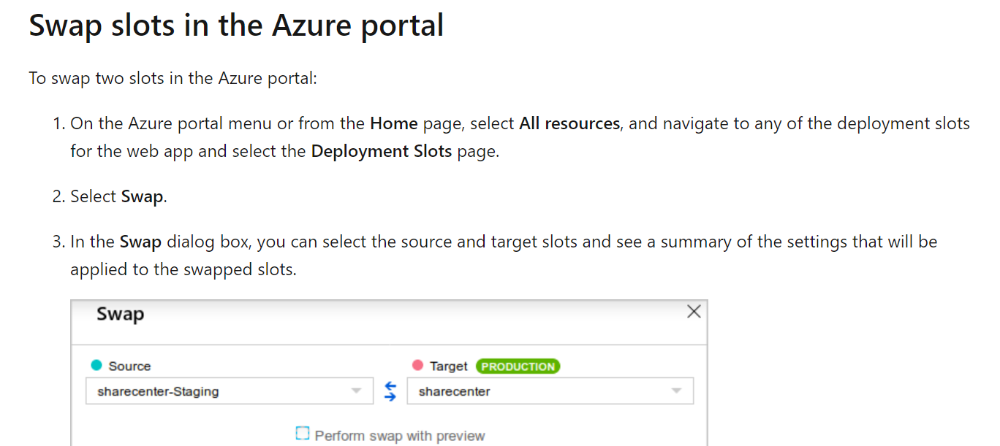 Swap slots in the Azure portal
To swap two slots in the Azure portal:
1. On the Azure portal menu or from the Home page, select All resources, and navigate to any of the deployment slots
for the web app and select the Deployment Slots page.
2. Select Swap.
3. In the Swap dialog box, you can select the source and target slots and see a summary of the settings that will be
applied to the swapped slots.
Swap
Source Target PRODUCTION
sharecenter-Staging sharecenter
Perform swap with preview